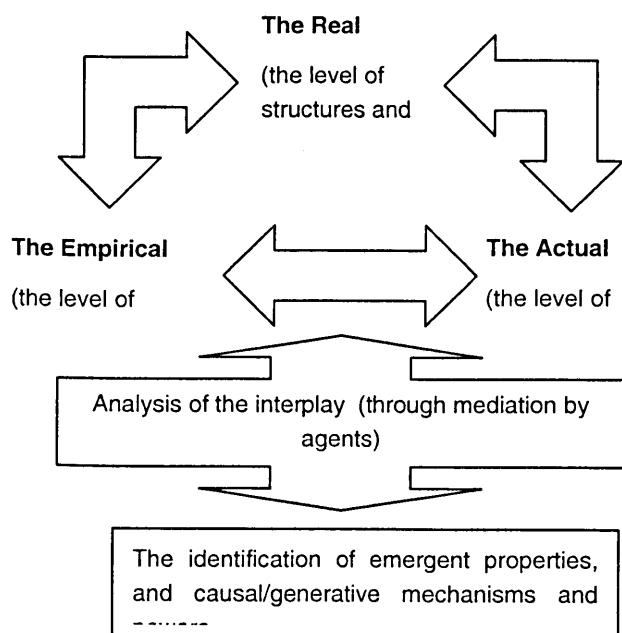 The Real
(the level of
structures and
The Empirical
(the level of
The Actual
(the level of
Analysis of the interplay (through mediation by
agents)
The identification of emergent properties,
and causal/generative mechanisms and